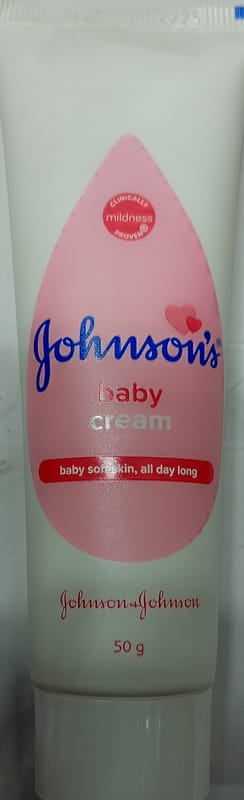 CLINICALLY
mildness
PROVEN
Johnson's®
baby
cream
baby soft skin, all day long
Johnson & Johnson
50 g